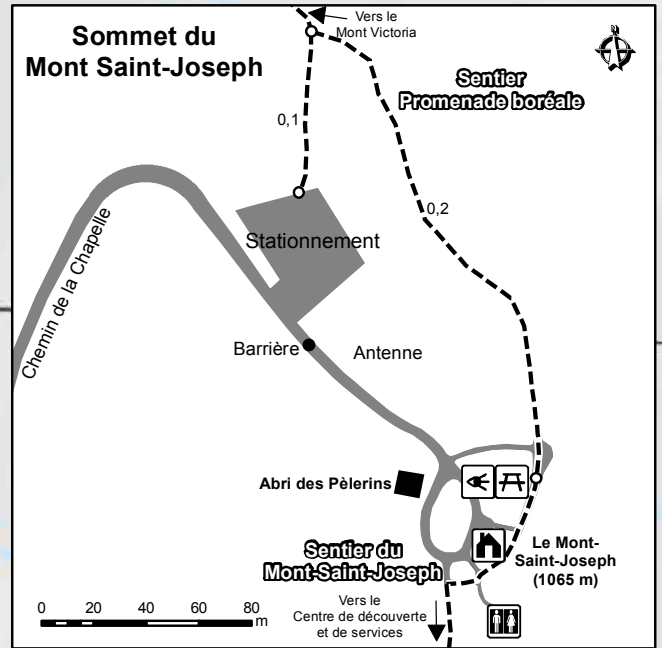 Sommet du
Mont Saint-Joseph
Vers le
Mont Victoria
Sentier
Promenade boréale
0,1
0,2
Stationnement
Chemin de la Chapelle
Barrière
Antenne
Abri des Pèlerins
Le Mont-
Saint-Joseph
(1065 m)
Sentier du
Mont-Saint-Joseph
Vers le
Centre de découverte
et de services
0 20 40 60 80
m